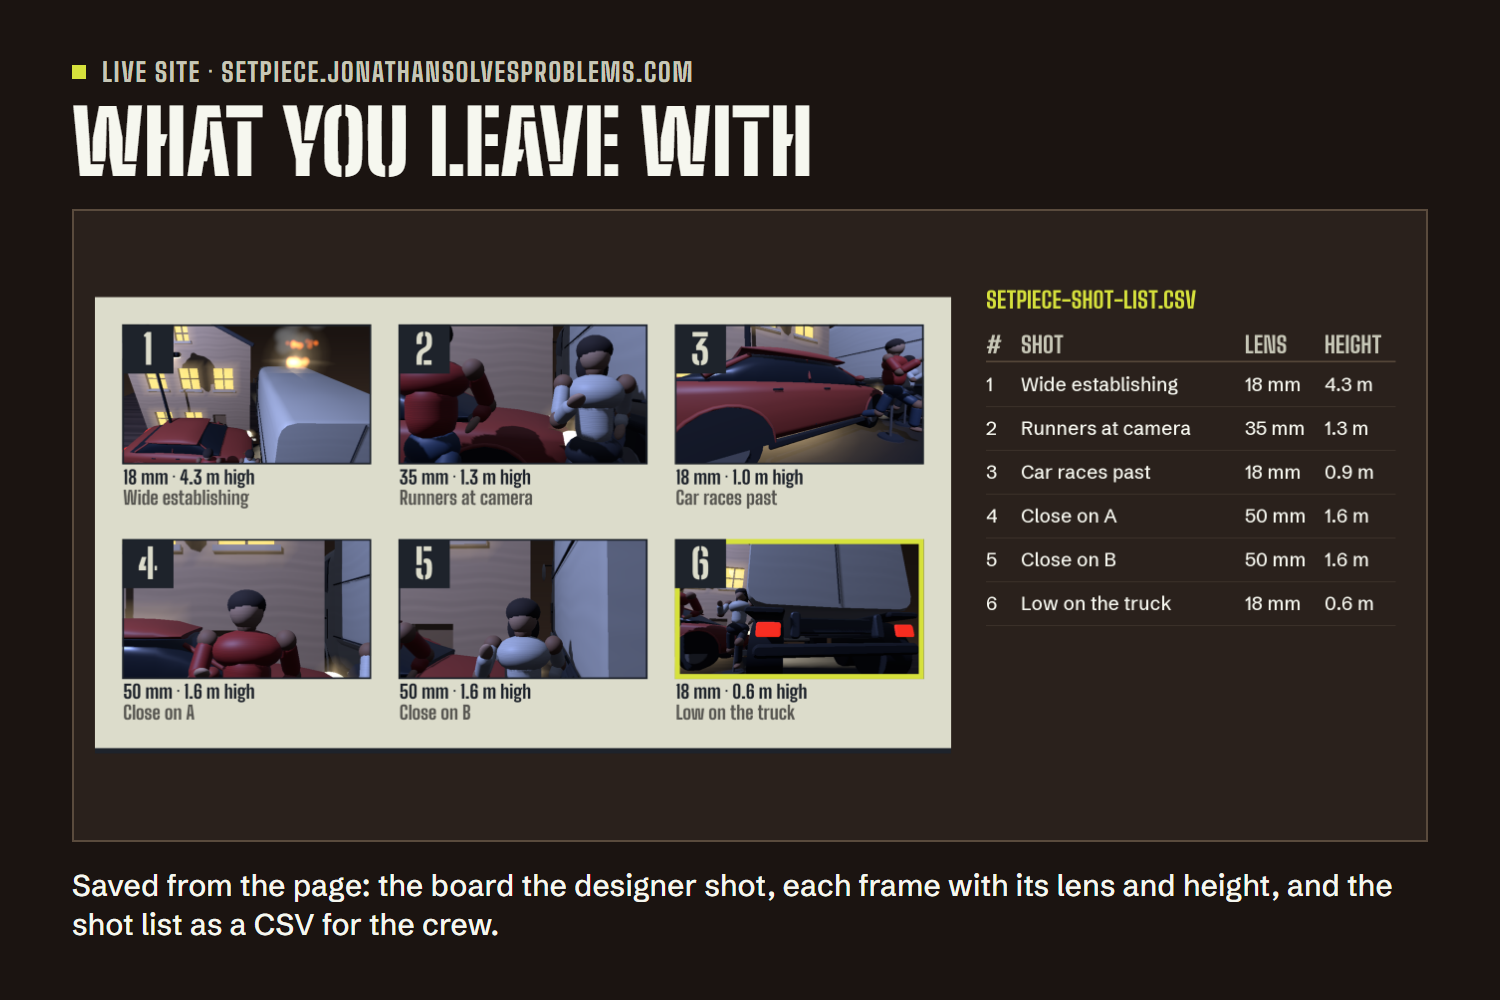 LIVE SITE · SETPIECE.JONATHANSOLVESPROBLEMS.COM
WHAT YOU LEAVE WITH
1
18 mm · 4.3 m high
Wide establishing
2
35 mm · 1.3 m high
Runners at camera
3
18 mm · 1.0 m high
Car races past
4
50 mm · 1.6 m high
Close on A
5
50 mm · 1.6 m high
Close on B
6
18 mm · 0.6 m high
Low on the truck
SETPIECE-SHOT-LIST.CSV
# SHOT LENS HEIGHT
1 Wide establishing 18 mm 4.3 m
2 Runners at camera 35 mm 1.3 m
3 Car races past 18 mm 0.9 m
4 Close on A 50 mm 1.6 m
5 Close on B 50 mm 1.6 m
6 Low on the truck 18 mm 0.6 m
Saved from the page: the board the designer shot, each frame with its lens and height, and the
shot list as a CSV for the crew.